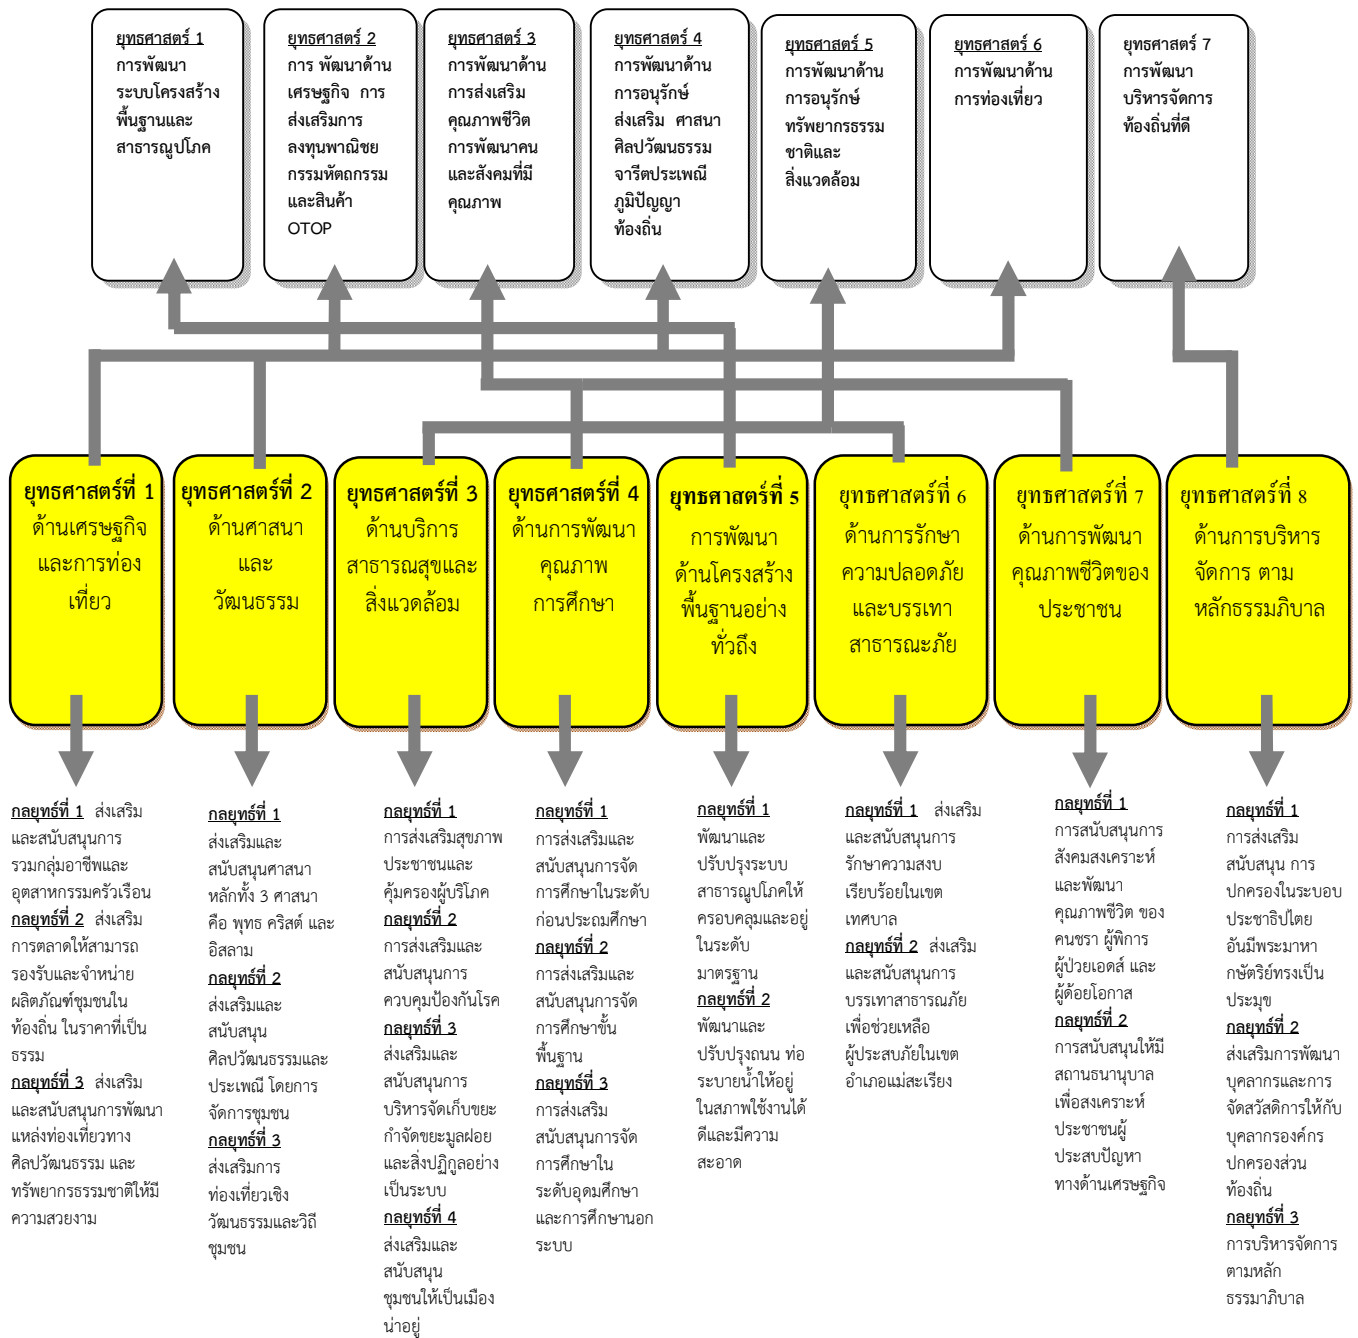 ยุทธศาสตร์ 1
การพัฒนา
ระบบโครงสร้าง
พื้นฐานและ
สาธารณูปโภค
ยุทธศาสตร์ 2
การ พัฒนาด้าน
เศรษฐกิจ การ
ส่งเสริมการ
ลงทุนพาณิชย
กรรมหัตถกรรม
และสินค้า
OTOP
ยุทธศาสตร์ 3
การพัฒนาด้าน
การส่งเสริม
คุณภาพชีวิต
การพัฒนาคน
และสังคมที่มี
คุณภาพ
ยุทธศาสตร์ 4
การพัฒนาด้าน
การอนุรักษ์
ส่งเสริม ศาสนา
ศิลปวัฒนธรรม
จารีตประเพณี
ภูมิปัญญา
ท้องถิ่น
ยุทธศาสตร์ 5
การพัฒนาด้าน
การอนุรักษ์
ทรัพยากรธรรม
ชาติและ
สิ่งแวดล้อม
ยุทธศาสตร์ 6
การพัฒนาด้าน
การท่องเที่ยว
ยุทธศาสตร์ 7
การพัฒนา
บริหารจัดการ
ท้องถิ่นที่ดี
ยุทธศาสตร์ที่ 1
ด้านเศรษฐกิจ
และการท่อง
เที่ยว
ยุทธศาสตร์ที่ 2
ด้านศาสนา
และ
วัฒนธรรม
ยุทธศาสตร์ที่ 3
ด้านบริการ
สาธารณสุขและ
สิ่งแวดล้อม
ยุทธศาสตร์ที่ 4
ด้านการพัฒนา
คุณภาพ
การศึกษา
ยุทธศาสตร์ที่ 5
การพัฒนา
ด้านโครงสร้าง
พื้นฐานอย่าง
ทั่วถึง
ยุทธศาสตร์ที่ 6
ด้านการรักษา
ความปลอดภัย
และบรรเทา
สาธารณะภัย
ยุทธศาสตร์ที่ 7
ด้านการพัฒนา
คุณภาพชีวิตของ
ประชาชน
ยุทธศาสตร์ที่ 8
ด้านการบริหาร
จัดการ ตาม
หลักธรรมภิบาล
กลยุทธ์ที่ 1 ส่งเสริม
และสนับสนุนการ
รวมกลุ่มอาชีพและ
อุตสาหกรรมครัวเรือน
กลยุทธ์ที่ 2 ส่งเสริม
การตลาดให้สามารถ
รองรับและจำหน่าย
ผลิตภัณฑ์ชุมชนใน
ท้องถิ่น ในราคาที่เป็น
ธรรม
กลยุทธ์ที่ 3 ส่งเสริม
และสนับสนุนการพัฒนา
แหล่งท่องเที่ยวทาง
ศิลปวัฒนธรรม และ
ทรัพยากรธรรมชาติให้มี
ความสวยงาม
กลยุทธ์ที่ 1
ส่งเสริมและ
สนับสนุนศาสนา
หลักทั้ง 3 ศาสนา
คือ พุทธ คริสต์ และ
อิสลาม
กลยุทธ์ที่ 2
ส่งเสริมและ
สนับสนุน
ศิลปวัฒนธรรมและ
ประเพณี โดยการ
จัดการชุมชน
กลยุทธ์ที่ 3
ส่งเสริมการ
ท่องเที่ยวเชิง
วัฒนธรรมและวิถี
ชุมชน
กลยุทธ์ที่ 1
การส่งเสริมสุขภาพ
ประชาชนและ
คุ้มครองผู้บริโภค
กลยุทธ์ที่ 2
การส่งเสริมและ
สนับสนุนการ
ควบคุมป้องกันโรค
กลยุทธ์ที่ 3
ส่งเสริมและ
สนับสนุนการ
บริหารจัดเก็บขยะ
กำจัดขยะมูลฝอย
และสิ่งปฏิกูลอย่าง
เป็นระบบ
กลยุทธ์ที่ 4
ส่งเสริมและ
สนับสนุน
ชุมชนให้เป็นเมือง
น่าอยู่
กลยุทธ์ที่ 1
การส่งเสริมและ
สนับสนุนการจัด
การศึกษาในระดับ
ก่อนประถมศึกษา
กลยุทธ์ที่ 2
การส่งเสริมและ
สนับสนุนการจัด
การศึกษาขั้น
พื้นฐาน
กลยุทธ์ที่ 3
การส่งเสริม
สนับสนุนการจัด
การศึกษาใน
ระดับอุดมศึกษา
และการศึกษานอก
ระบบ
กลยุทธ์ที่ 1
พัฒนาและ
ปรับปรุงระบบ
สาธารณูปโภคให้
ครอบคลุมและอยู่
ในระดับ
มาตรฐาน
กลยุทธ์ที่ 2
พัฒนาและ
ปรับปรุงถนน ท่อ
ระบายน้ำให้อยู่
ในสภาพใช้งานได้
ดีและมีความ
สะอาด
กลยุทธ์ที่ 1 ส่งเสริม
และสนับสนุนการ
รักษาความสงบ
เรียบร้อยในเขต
เทศบาล
กลยุทธ์ที่ 2 ส่งเสริม
และสนับสนุนการ
บรรเทาสาธารณภัย
เพื่อช่วยเหลือ
ผู้ประสบภัยในเขต
อำเภอแม่สะเรียง
กลยุทธ์ที่ 1
การสนับสนุนการ
สังคมสงเคราะห์
และพัฒนา
คุณภาพชีวิต ของ
คนชรา ผู้พิการ
ผู้ป่วยเอดส์ และ
ผู้ด้อยโอกาส
กลยุทธ์ที่ 2
การสนับสนุนให้มี
สถานธนานุบาล
เพื่อสงเคราะห์
ประชาชนผู้
ประสบปัญหา
ทางด้านเศรษฐกิจ
กลยุทธ์ที่ 1
การส่งเสริม
สนับสนุน การ
ปกครองในระบอบ
ประชาธิปไตย
อันมีพระมาหา
กษัตริย์ทรงเป็น
ประมุข
กลยุทธ์ที่ 2
ส่งเสริมการพัฒนา
บุคลากรและการ
จัดสวัสดิการให้กับ
บุคลากรองค์กร
ปกครองส่วน
ท้องถิ่น
กลยุทธ์ที่ 3
การบริหารจัดการ
ตามหลัก
ธรรมาภิบาล